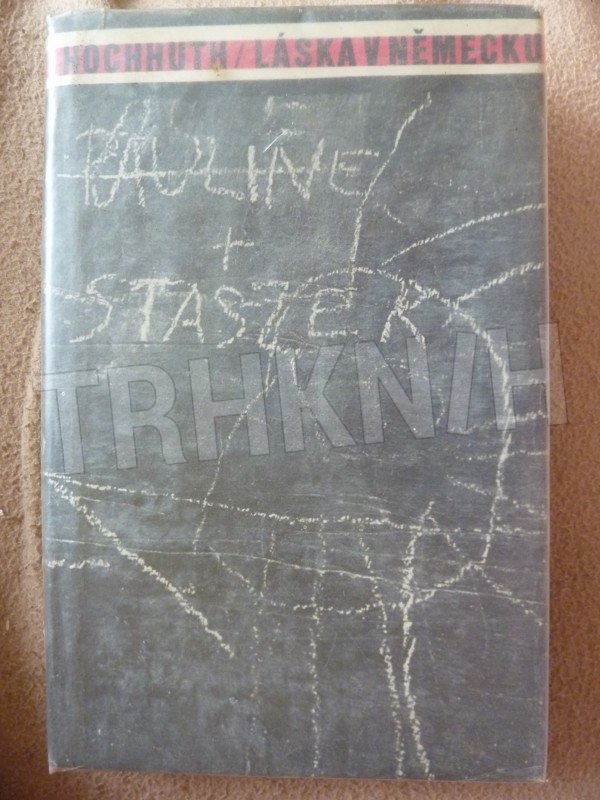 HOCHHUTH/LÁSKA V NĚMECKU
PAULINE
+
STASZEK
TRHKNIH